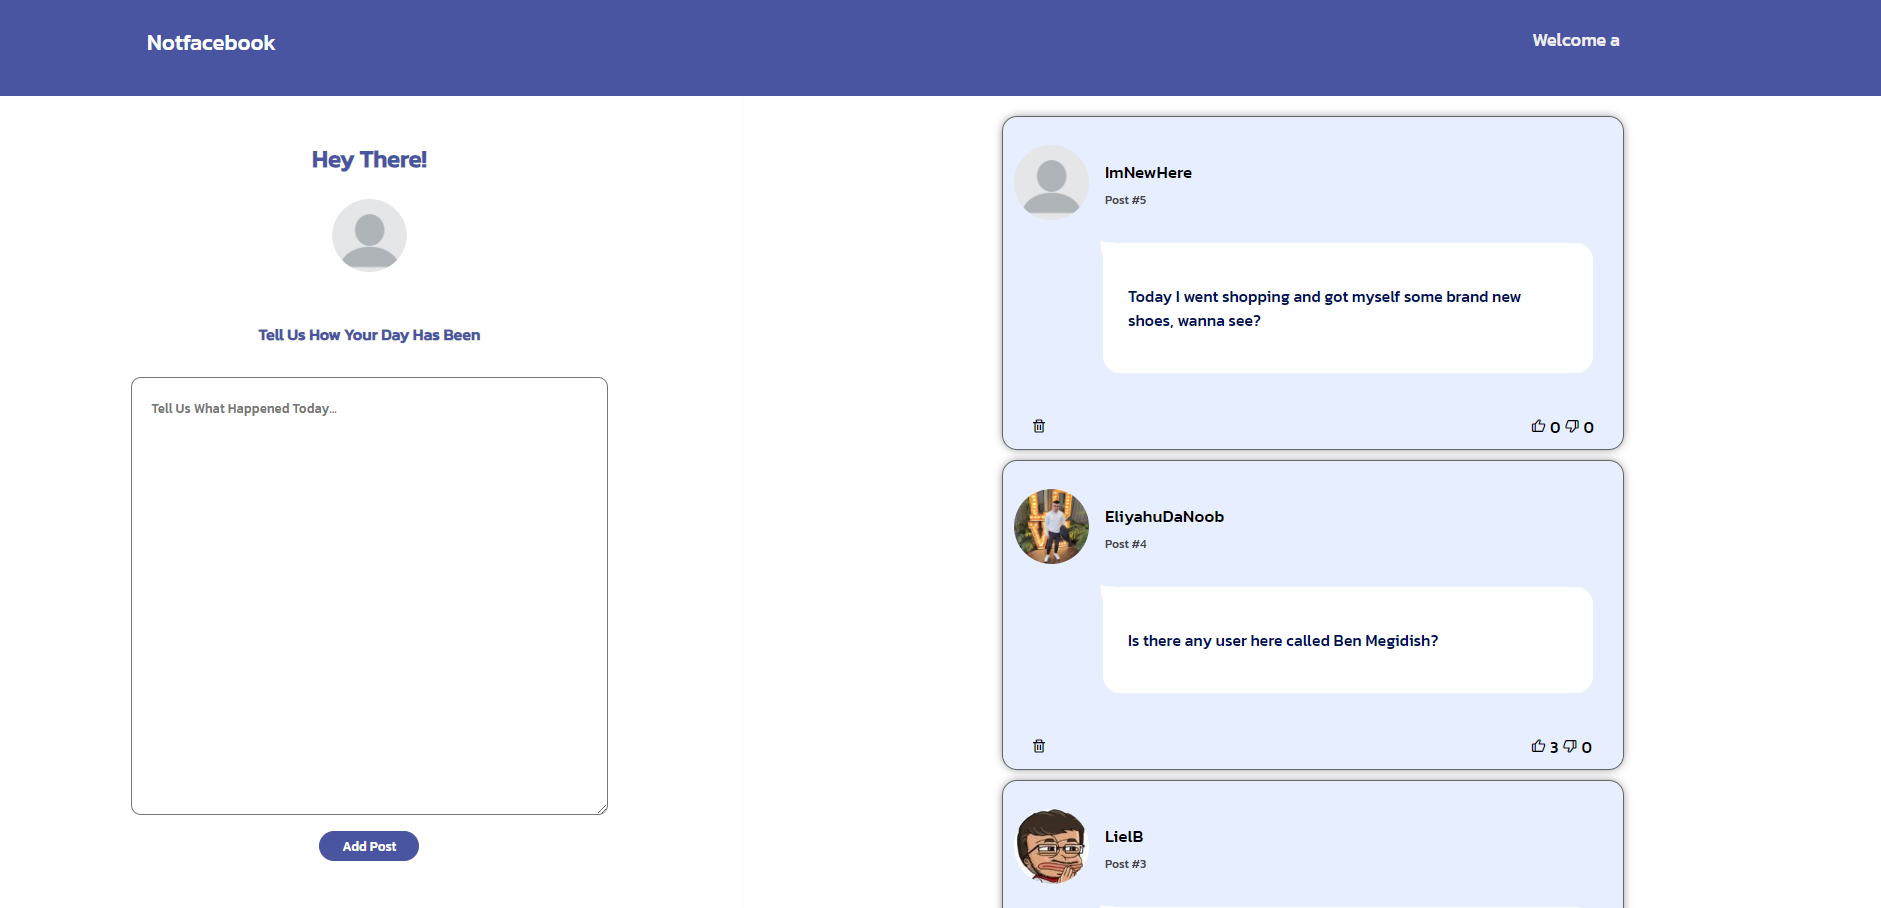 Notfacebook
Welcome a
Hey There!
Tell Us How Your Day Has Been
Tell Us What Happened Today...
Add Post
ImNewHere
Post #5
Today I went shopping and got myself some brand new
shoes, wanna see?
0 0
EliyahuDaNoob
Post #4
Is there any user here called Ben Megidish?
3 0
LielB
Post #3